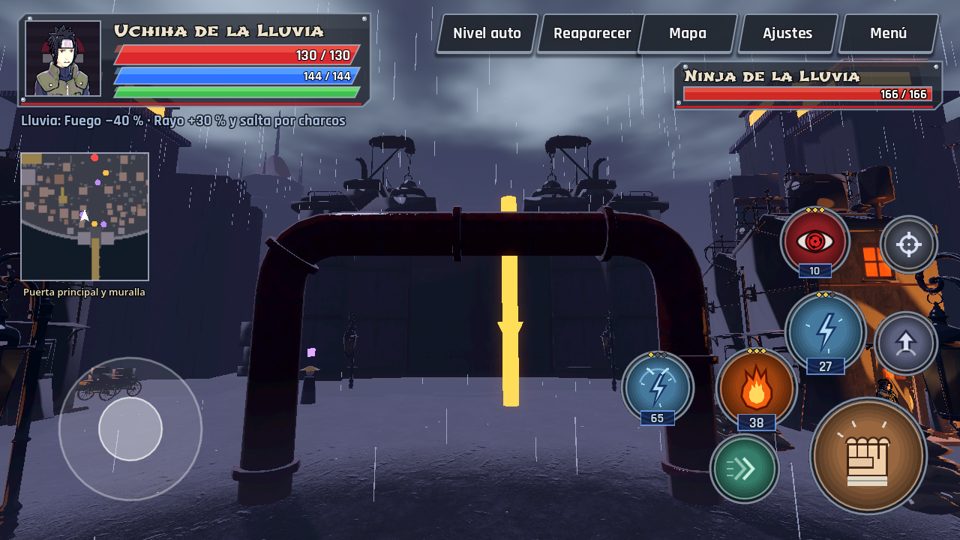 Uchiha de la Lluvia
130 / 130
144 / 144
Lluvia: Fuego −40 % · Rayo +30 % y salta por charcos
Puerta principal y muralla
Nivel auto
Reaparecer
Mapa
Ajustes
Menú
Ninja de la Lluvia
166 / 166
10
27
65
38